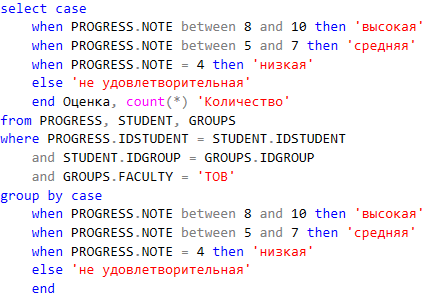 select case
when PROGRESS.NOTE between 8 and 10 then 'высокая'
when PROGRESS.NOTE between 5 and 7 then 'средняя'
when PROGRESS.NOTE = 4 then 'низкая'
else 'не удовлетворительная'
end Оценка, count(*) 'Количество'
from PROGRESS, STUDENT, GROUPS
where PROGRESS.IDSTUDENT = STUDENT.IDSTUDENT
and STUDENT.IDGROUP = GROUPS.IDGROUP
and GROUPS.FACULTY = 'ТОВ'
group by case
when PROGRESS.NOTE between 8 and 10 then 'высокая'
when PROGRESS.NOTE between 5 and 7 then 'средняя'
when PROGRESS.NOTE = 4 then 'низкая'
else 'не удовлетворительная'
end